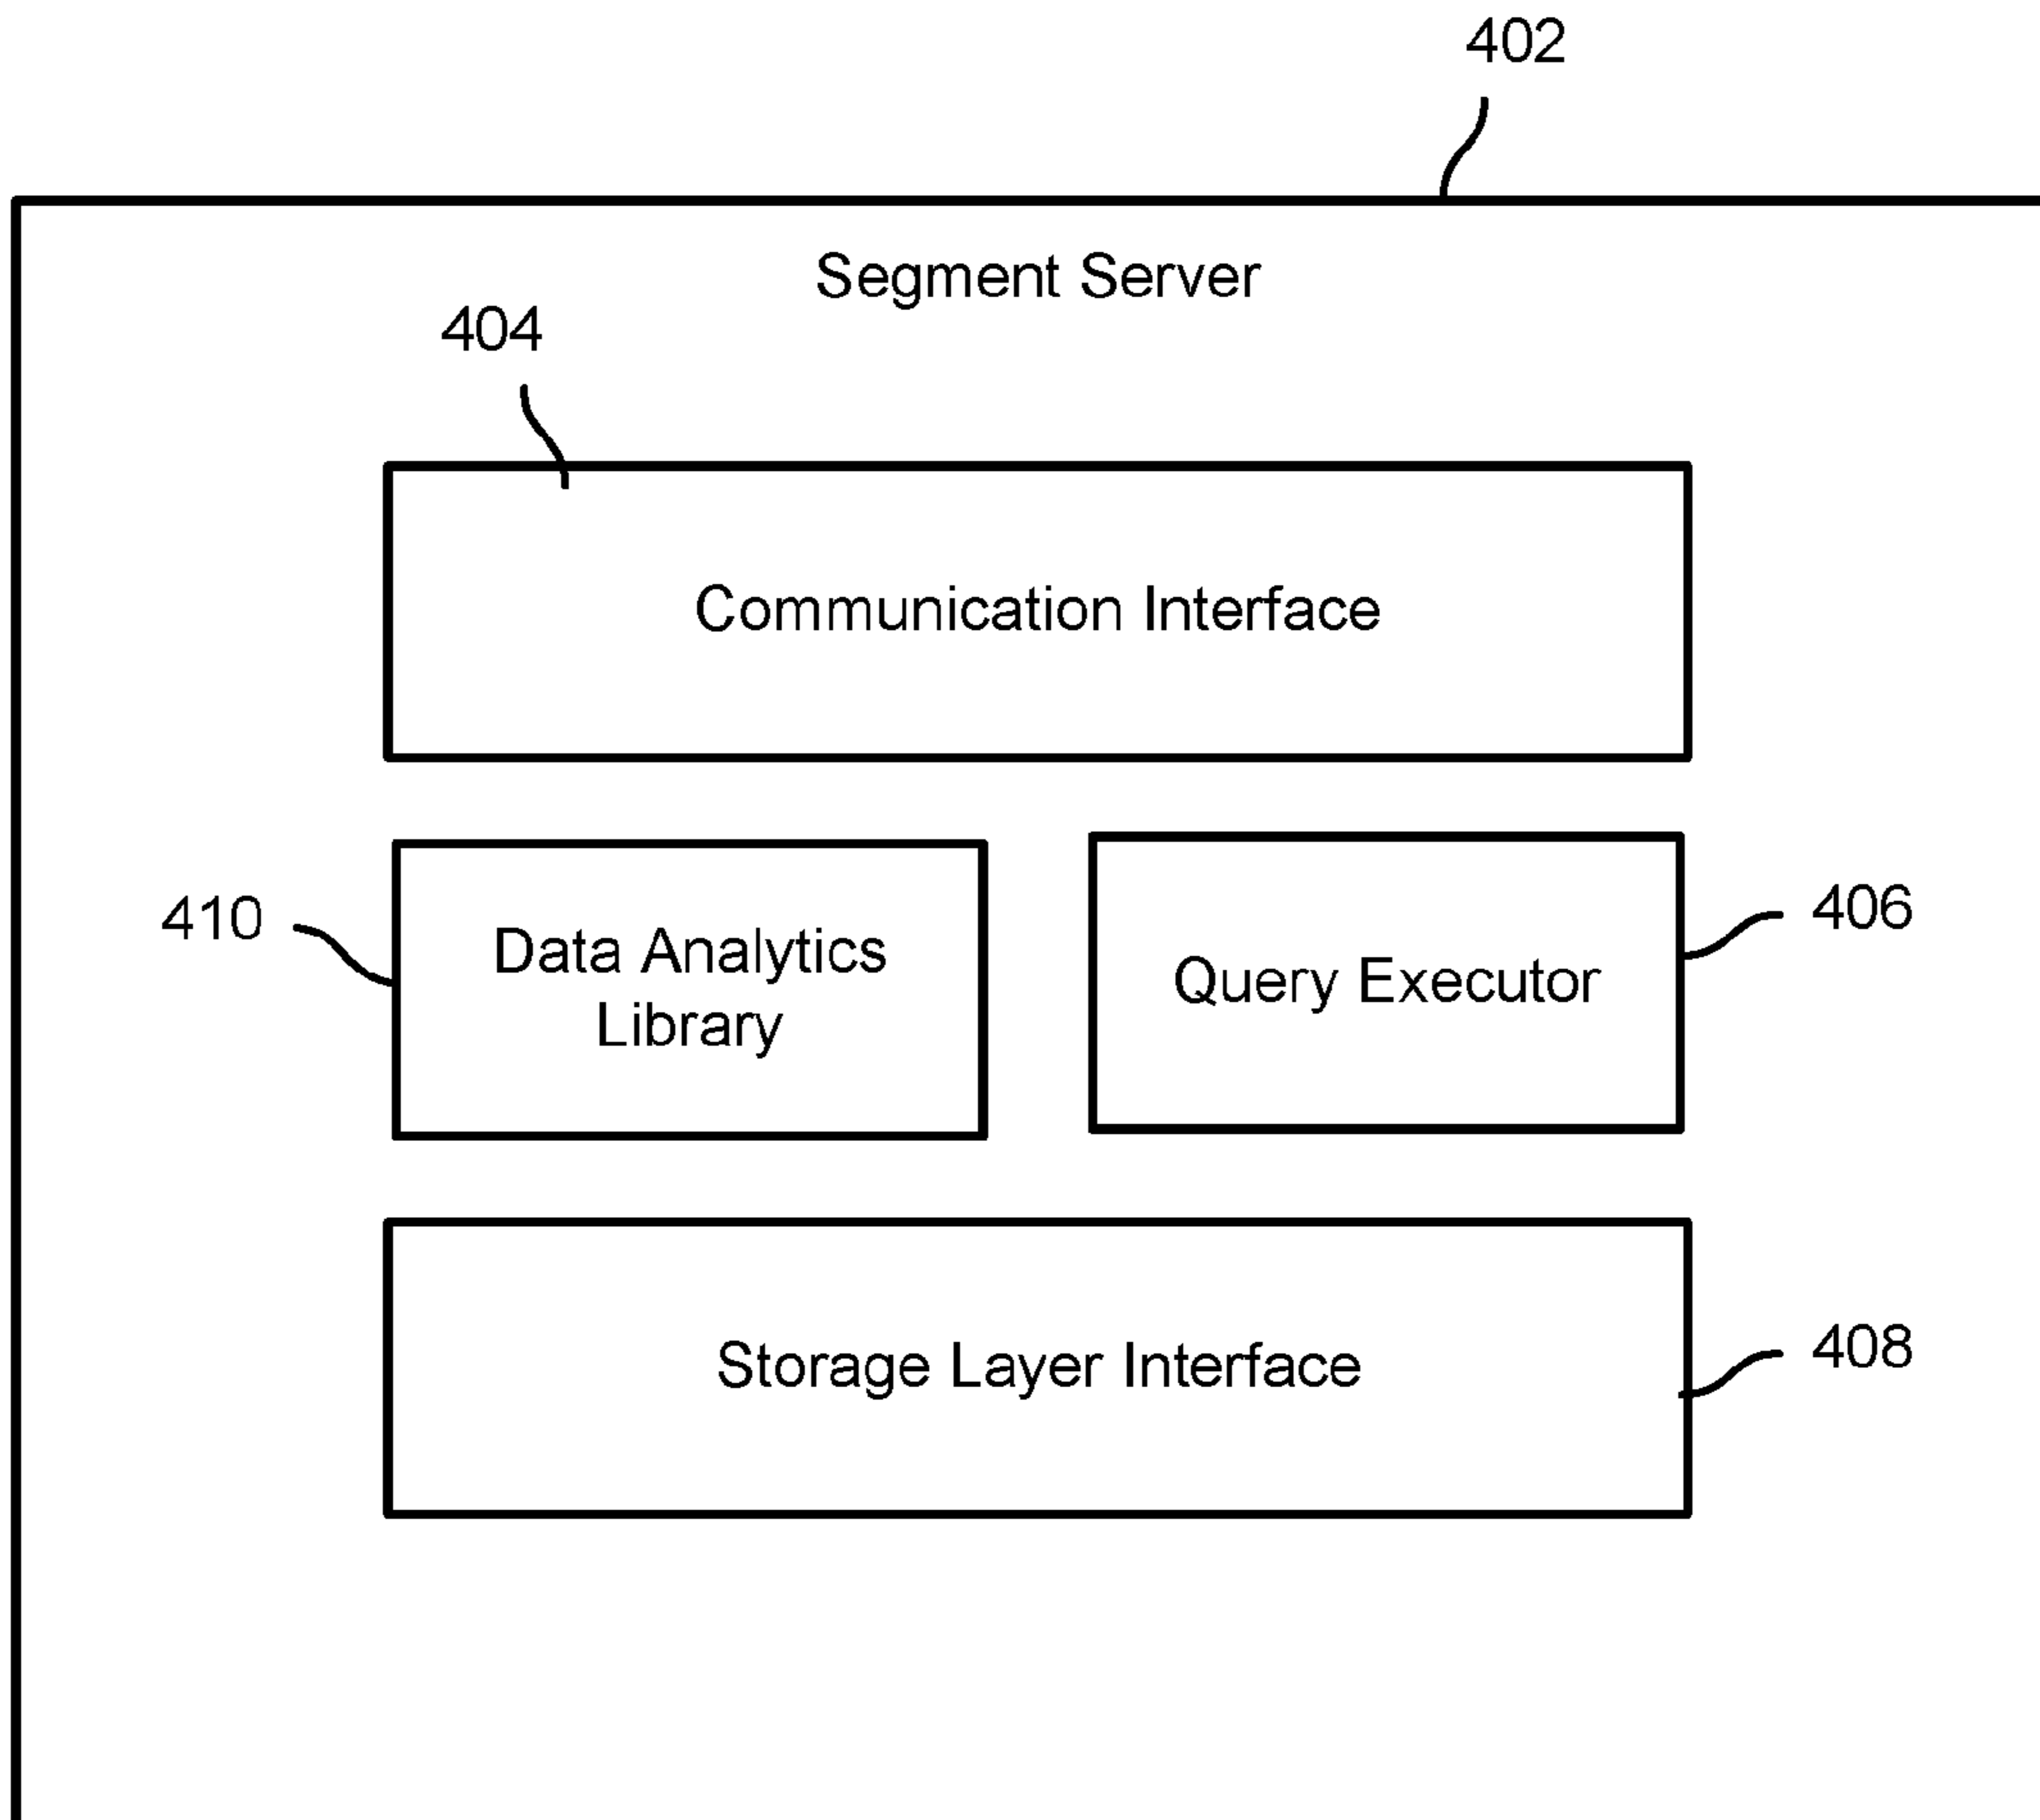 402
Segment Server
404
Communication Interface
410
Data Analytics
Library
Query Executor
406
Storage Layer Interface
408